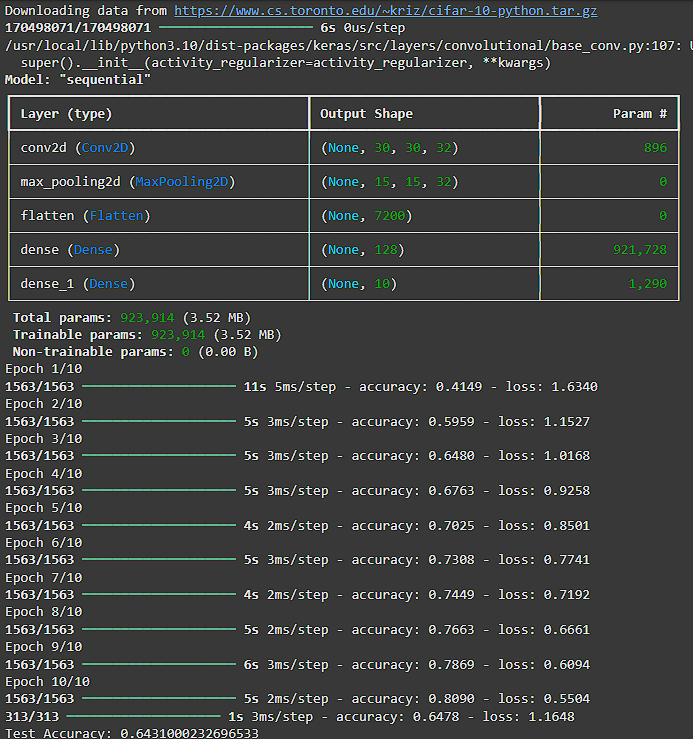 Downloading data from https://www.cs.toronto.edu/~kriz/cifar-10-python.tar.gz
170498071/170498071 ━━━━━━━━━━━━━━━━━━━━ 6s 0us/step
/usr/local/lib/python3.10/dist-packages/keras/src/layers/convolutional/base_conv.py:107: U
super().__init__(activity_regularizer=activity_regularizer, **kwargs)
Model: "sequential"
Layer (type) Output Shape Param #
conv2d (Conv2D) (None, 30, 30, 32) 896
max_pooling2d (MaxPooling2D) (None, 15, 15, 32) 0
flatten (Flatten) (None, 7200) 0
dense (Dense) (None, 128) 921,728
dense_1 (Dense) (None, 10) 1,290
Total params: 923,914 (3.52 MB)
Trainable params: 923,914 (3.52 MB)
Non-trainable params: 0 (0.00 B)
Epoch 1/10
1563/1563 ━━━━━━━━━━━━━━━━━━━━ 11s 5ms/step - accuracy: 0.4149 - loss: 1.6340
Epoch 2/10
1563/1563 ━━━━━━━━━━━━━━━━━━━━ 5s 3ms/step - accuracy: 0.5959 - loss: 1.1527
Epoch 3/10
1563/1563 ━━━━━━━━━━━━━━━━━━━━ 5s 3ms/step - accuracy: 0.6480 - loss: 1.0168
Epoch 4/10
1563/1563 ━━━━━━━━━━━━━━━━━━━━ 5s 3ms/step - accuracy: 0.6763 - loss: 0.9258
Epoch 5/10
1563/1563 ━━━━━━━━━━━━━━━━━━━━ 4s 2ms/step - accuracy: 0.7025 - loss: 0.8501
Epoch 6/10
1563/1563 ━━━━━━━━━━━━━━━━━━━━ 5s 3ms/step - accuracy: 0.7308 - loss: 0.7741
Epoch 7/10
1563/1563 ━━━━━━━━━━━━━━━━━━━━ 4s 2ms/step - accuracy: 0.7449 - loss: 0.7192
Epoch 8/10
1563/1563 ━━━━━━━━━━━━━━━━━━━━ 5s 2ms/step - accuracy: 0.7663 - loss: 0.6661
Epoch 9/10
1563/1563 ━━━━━━━━━━━━━━━━━━━━ 6s 3ms/step - accuracy: 0.7869 - loss: 0.6094
Epoch 10/10
1563/1563 ━━━━━━━━━━━━━━━━━━━━ 5s 2ms/step - accuracy: 0.8090 - loss: 0.5504
313/313 ━━━━━━━━━━━━━━━━━━━━ 1s 3ms/step - accuracy: 0.6478 - loss: 1.1648
Test Accuracy: 0.6431000232696533